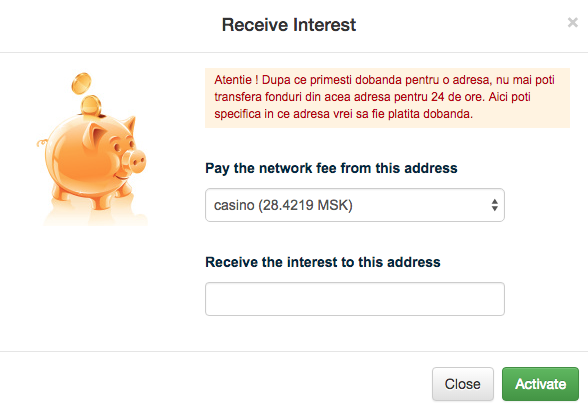 Receive Interest
×
Atentie ! Dupa ce primesti dobanda pentru o adresa, nu mai poti
transfera fonduri din acea adresa pentru 24 de ore. Aici poti
specifica in ce adresa vrei sa fie platita dobanda.
Pay the network fee from this address
casino (28.4219 MSK)
Receive the interest to this address
Close
Activate